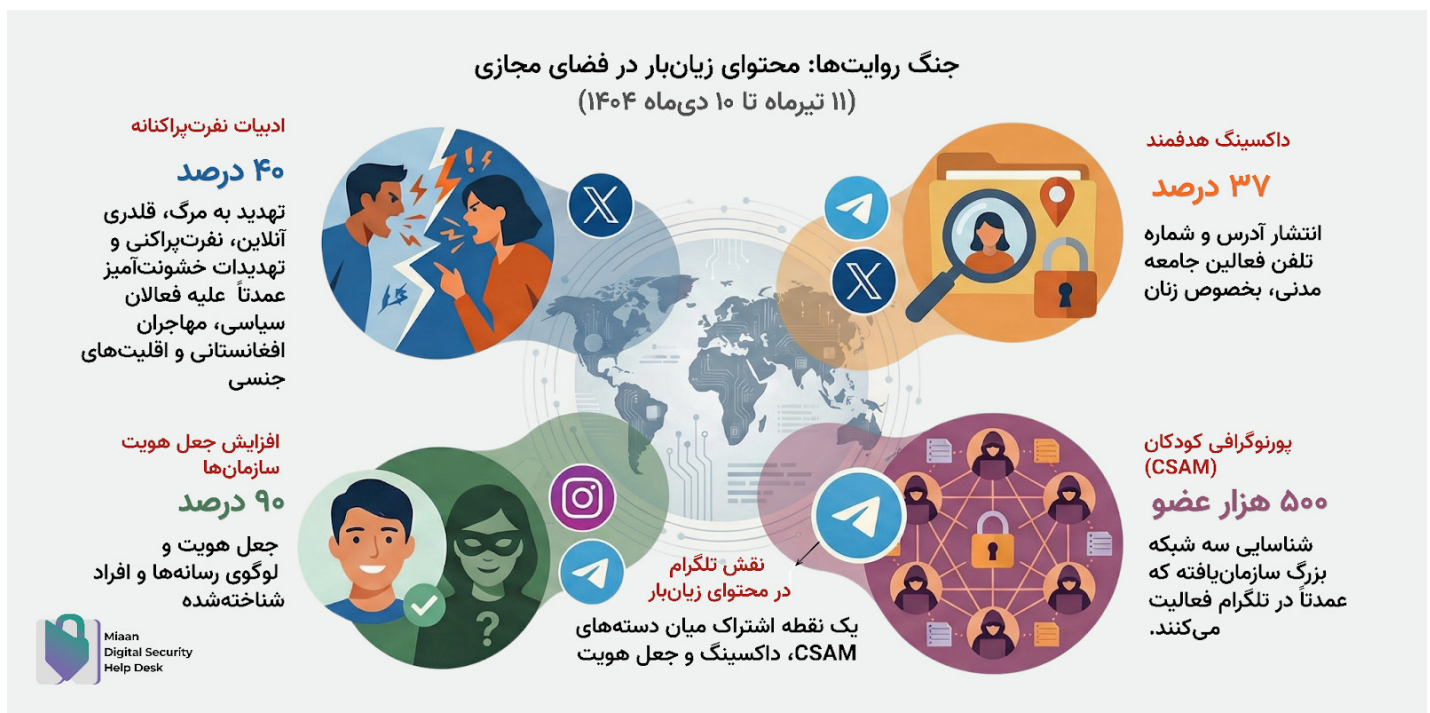 جنگ روایت‌ها: محتوای زیان‌بار در فضای مجازی
(۱۱ تیرماه تا ۱۰ دی‌ماه ۱۴۰۴)
داکسینگ هدفمند
۳۷ درصد
انتشار آدرس و شماره
تلفن فعالین جامعه
مدنی، بخصوص زنان
ادبیات نفرت‌پراکنانه
۴۰ درصد
تهدید به مرگ، قلدری
آنلاین، نفرت‌پراکنی و
تهدیدات خشونت‌آمیز
عمدتاً علیه فعالان
سیاسی، مهاجران
افغانستانی و اقلیت‌های
جنسی
پورنوگرافی کودکان
(CSAM)
۵۰۰ هزار عضو
شناسایی سه شبکه
بزرگ سازمان‌یافته که
عمدتاً در تلگرام فعالیت
می‌کنند.
نقش تلگرام
در محتوای زیان‌بار
یک نقطه اشتراک میان دسته‌های
CSAM، داکسینگ و جعل هویت
افزایش جعل هویت
سازمان‌ها
۹۰ درصد
جعل هویت و
لوگوی رسانه‌ها و افراد
شناخته‌شده
Miaan
Digital Security
Help Desk